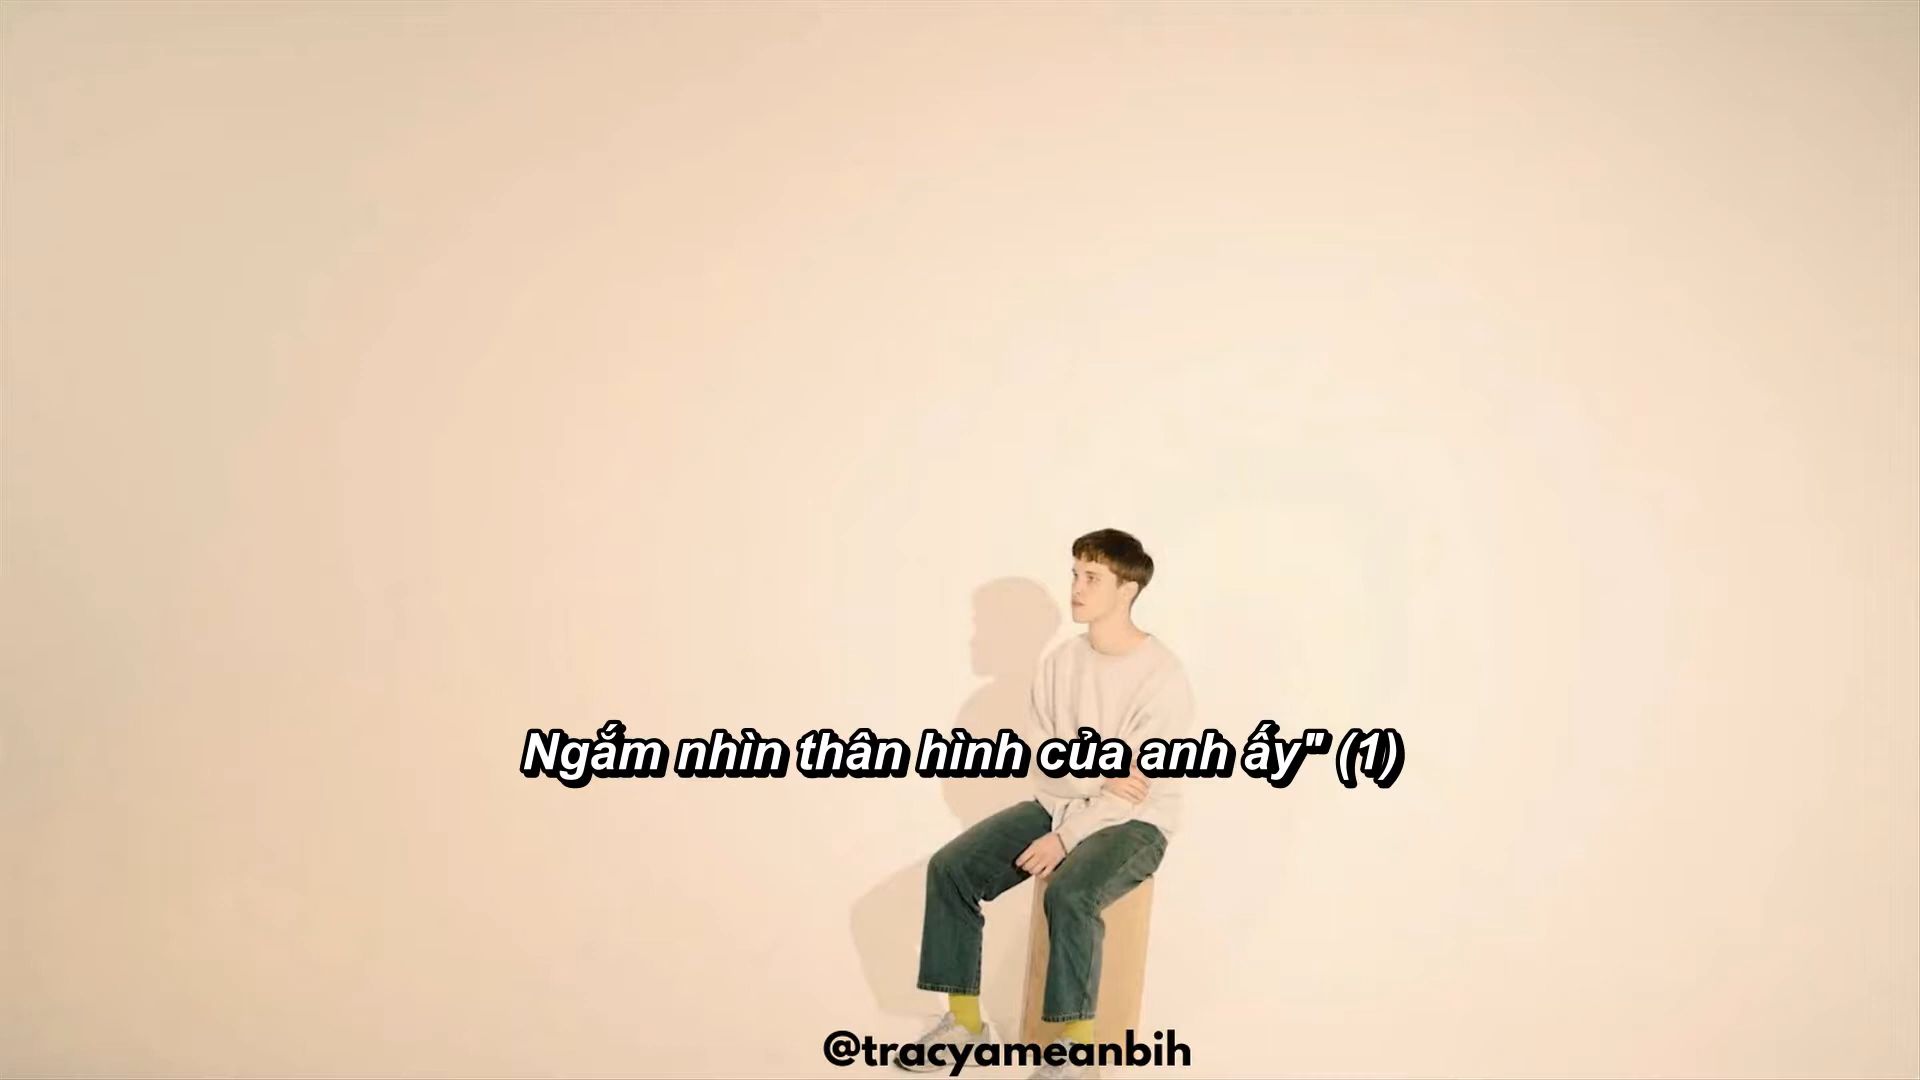 Ngắm nhìn thân hình của anh ấy" (1)
@tracyameanbih